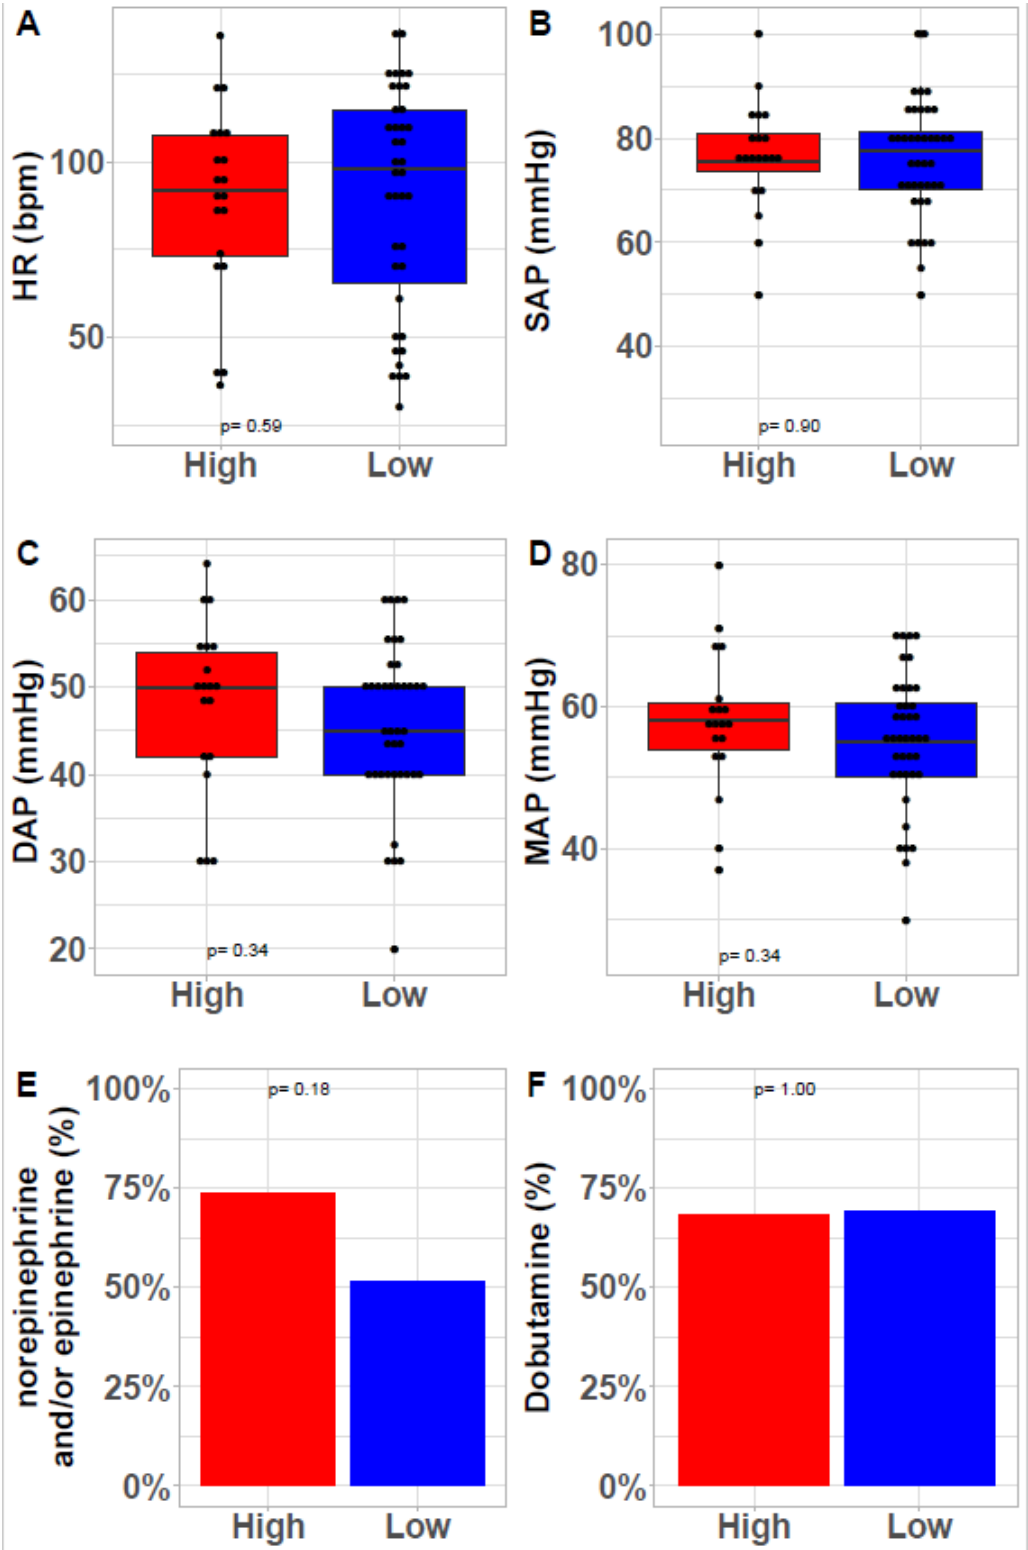 A
HR (bpm)
100
50
p= 0.59
High Low
B
SAP (mmHg)
100
80
60
40
p= 0.90
High Low
C
DAP (mmHg)
60
50
40
30
20
p= 0.34
High Low
D
MAP (mmHg)
80
60
40
p= 0.34
High Low
E
norepinephrine
and/or epinephrine (%)
100%
75%
50%
25%
0%
p= 0.18
High Low
F
Dobutamine (%)
100%
75%
50%
25%
0%
p= 1.00
High Low